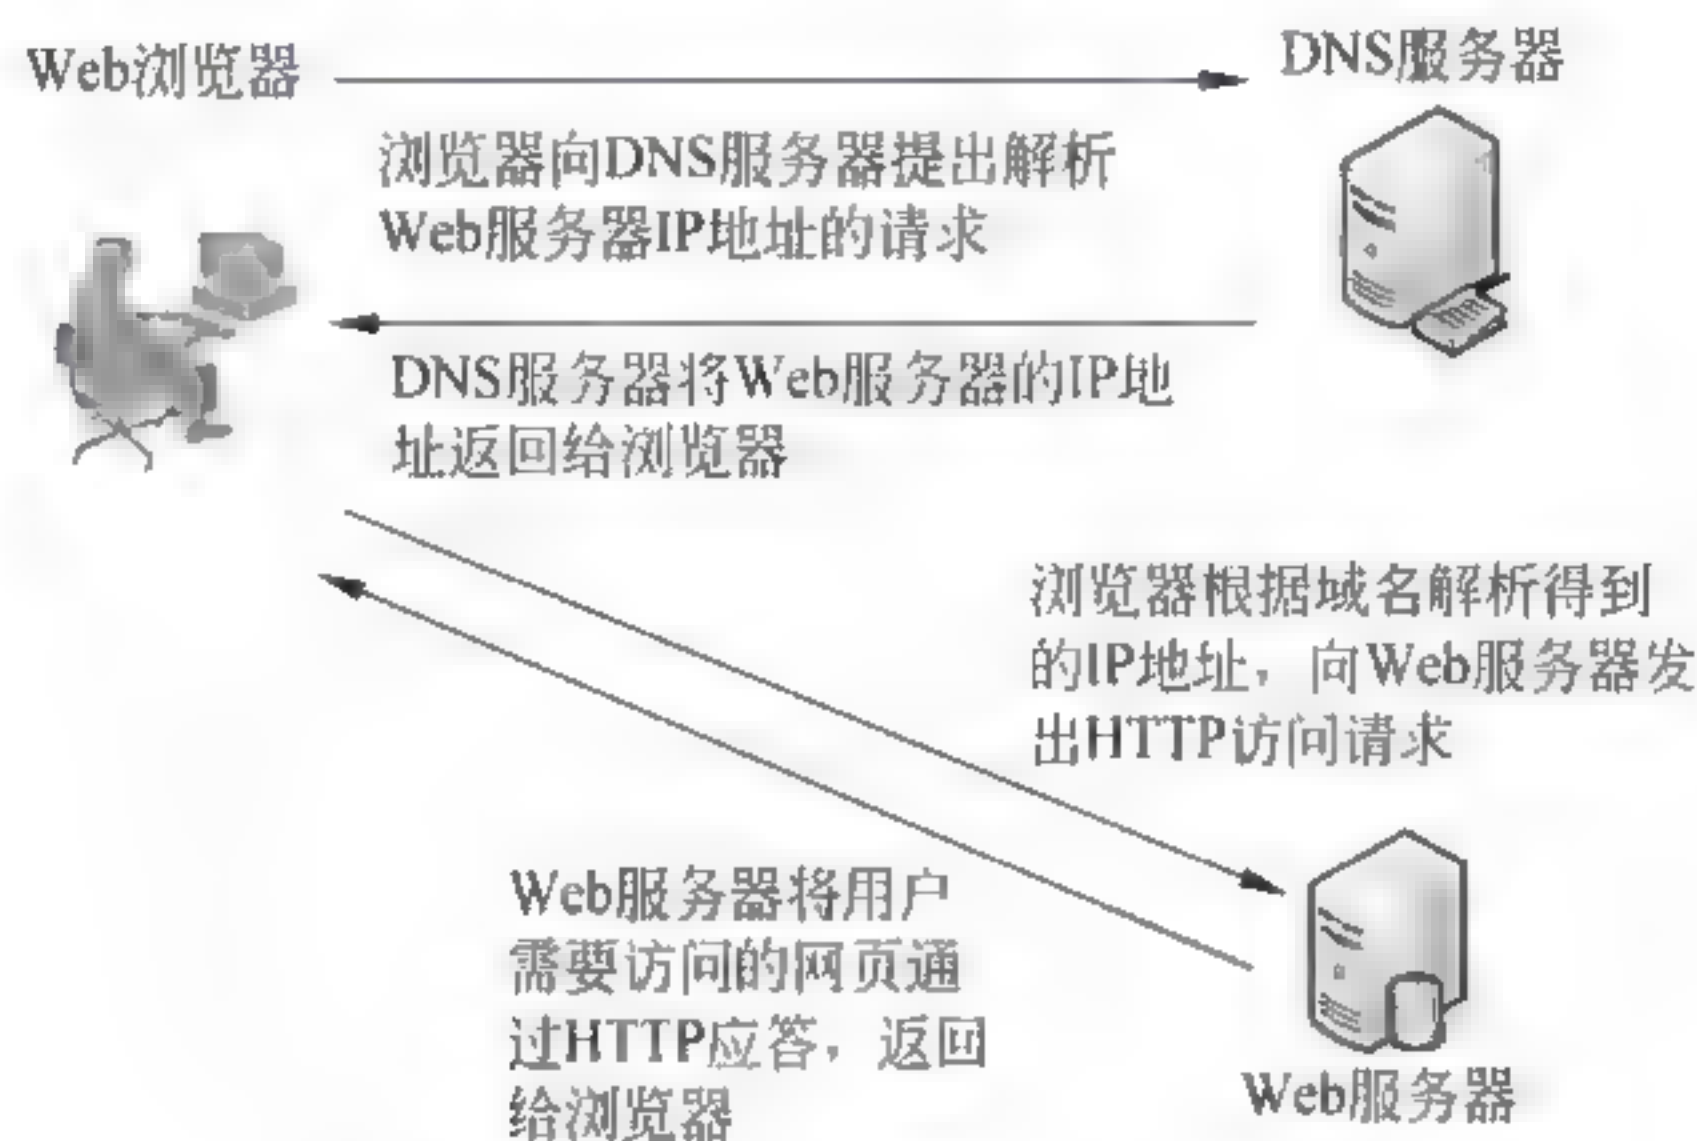 Web浏览器
DNS服务器
浏览器向DNS服务器提出解析
Web服务器IP地址的请求
DNS服务器将Web服务器的IP地
址返回给浏览器
浏览器根据域名解析得到
的IP地址，向Web服务器发
出HTTP访问请求
Web服务器将用户
需要访问的网页通
过HTTP应答，返回
给浏览器
Web服务器